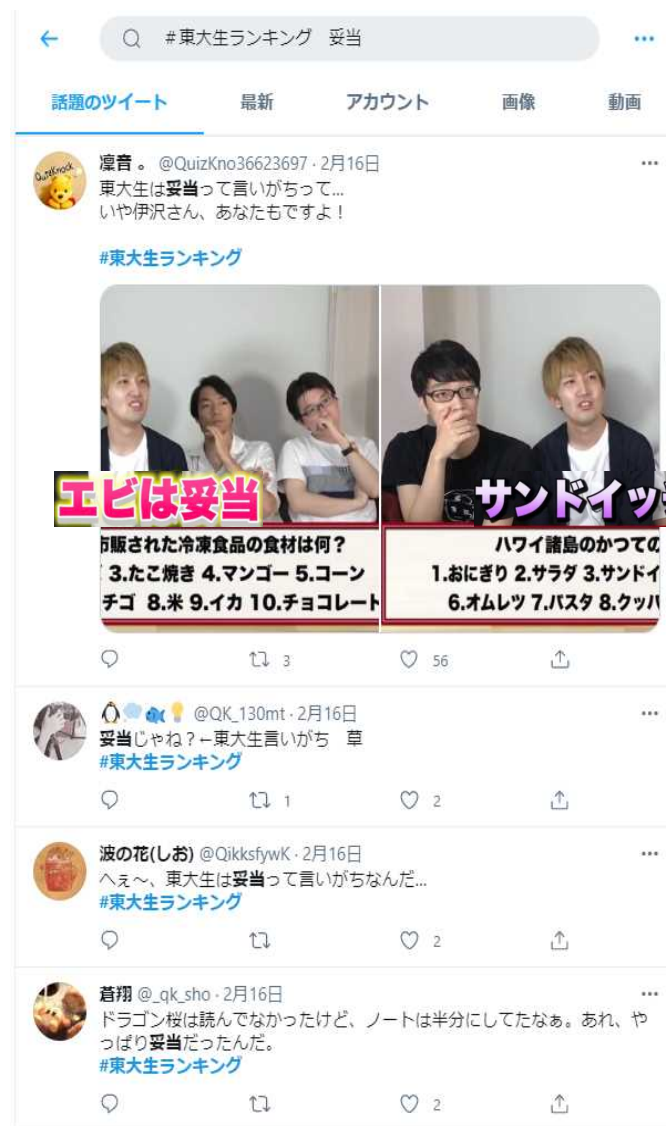 #東大生ランキング　妥当
話題のツイート 最新 アカウント 画像 動画
QuizKnock
凜音 。 @QuizKno36623697・2月16日
東大生は妥当って言いがちって...
いや伊沢さん、あなたもですよ！
#東大生ランキング
エビは妥当
市販された冷凍食品の食材は何？
3.たこ焼き 4.マンゴー 5.コーン
チゴ 8.米 9.イカ 10.チョコレート
サンドイッ
ハワイ諸島のかつての
1.おにぎり 2.サラダ 3.サンドイ
6.オムレツ 7.パスタ 8.クッパ
3 56
@QK_130mt・2月16日
妥当じゃね？←東大生言いがち　草
#東大生ランキング
1 2
波の花(しお) @QikksfywK・2月16日
へぇ～、東大生は妥当って言いがちなんだ...
#東大生ランキング
2
蒼翔 @_qk_sho・2月16日
ドラゴン桜は読んでなかったけど、ノートは半分にしてたなぁ。あれ、や
っぱり妥当だったんだ。
#東大生ランキング
2